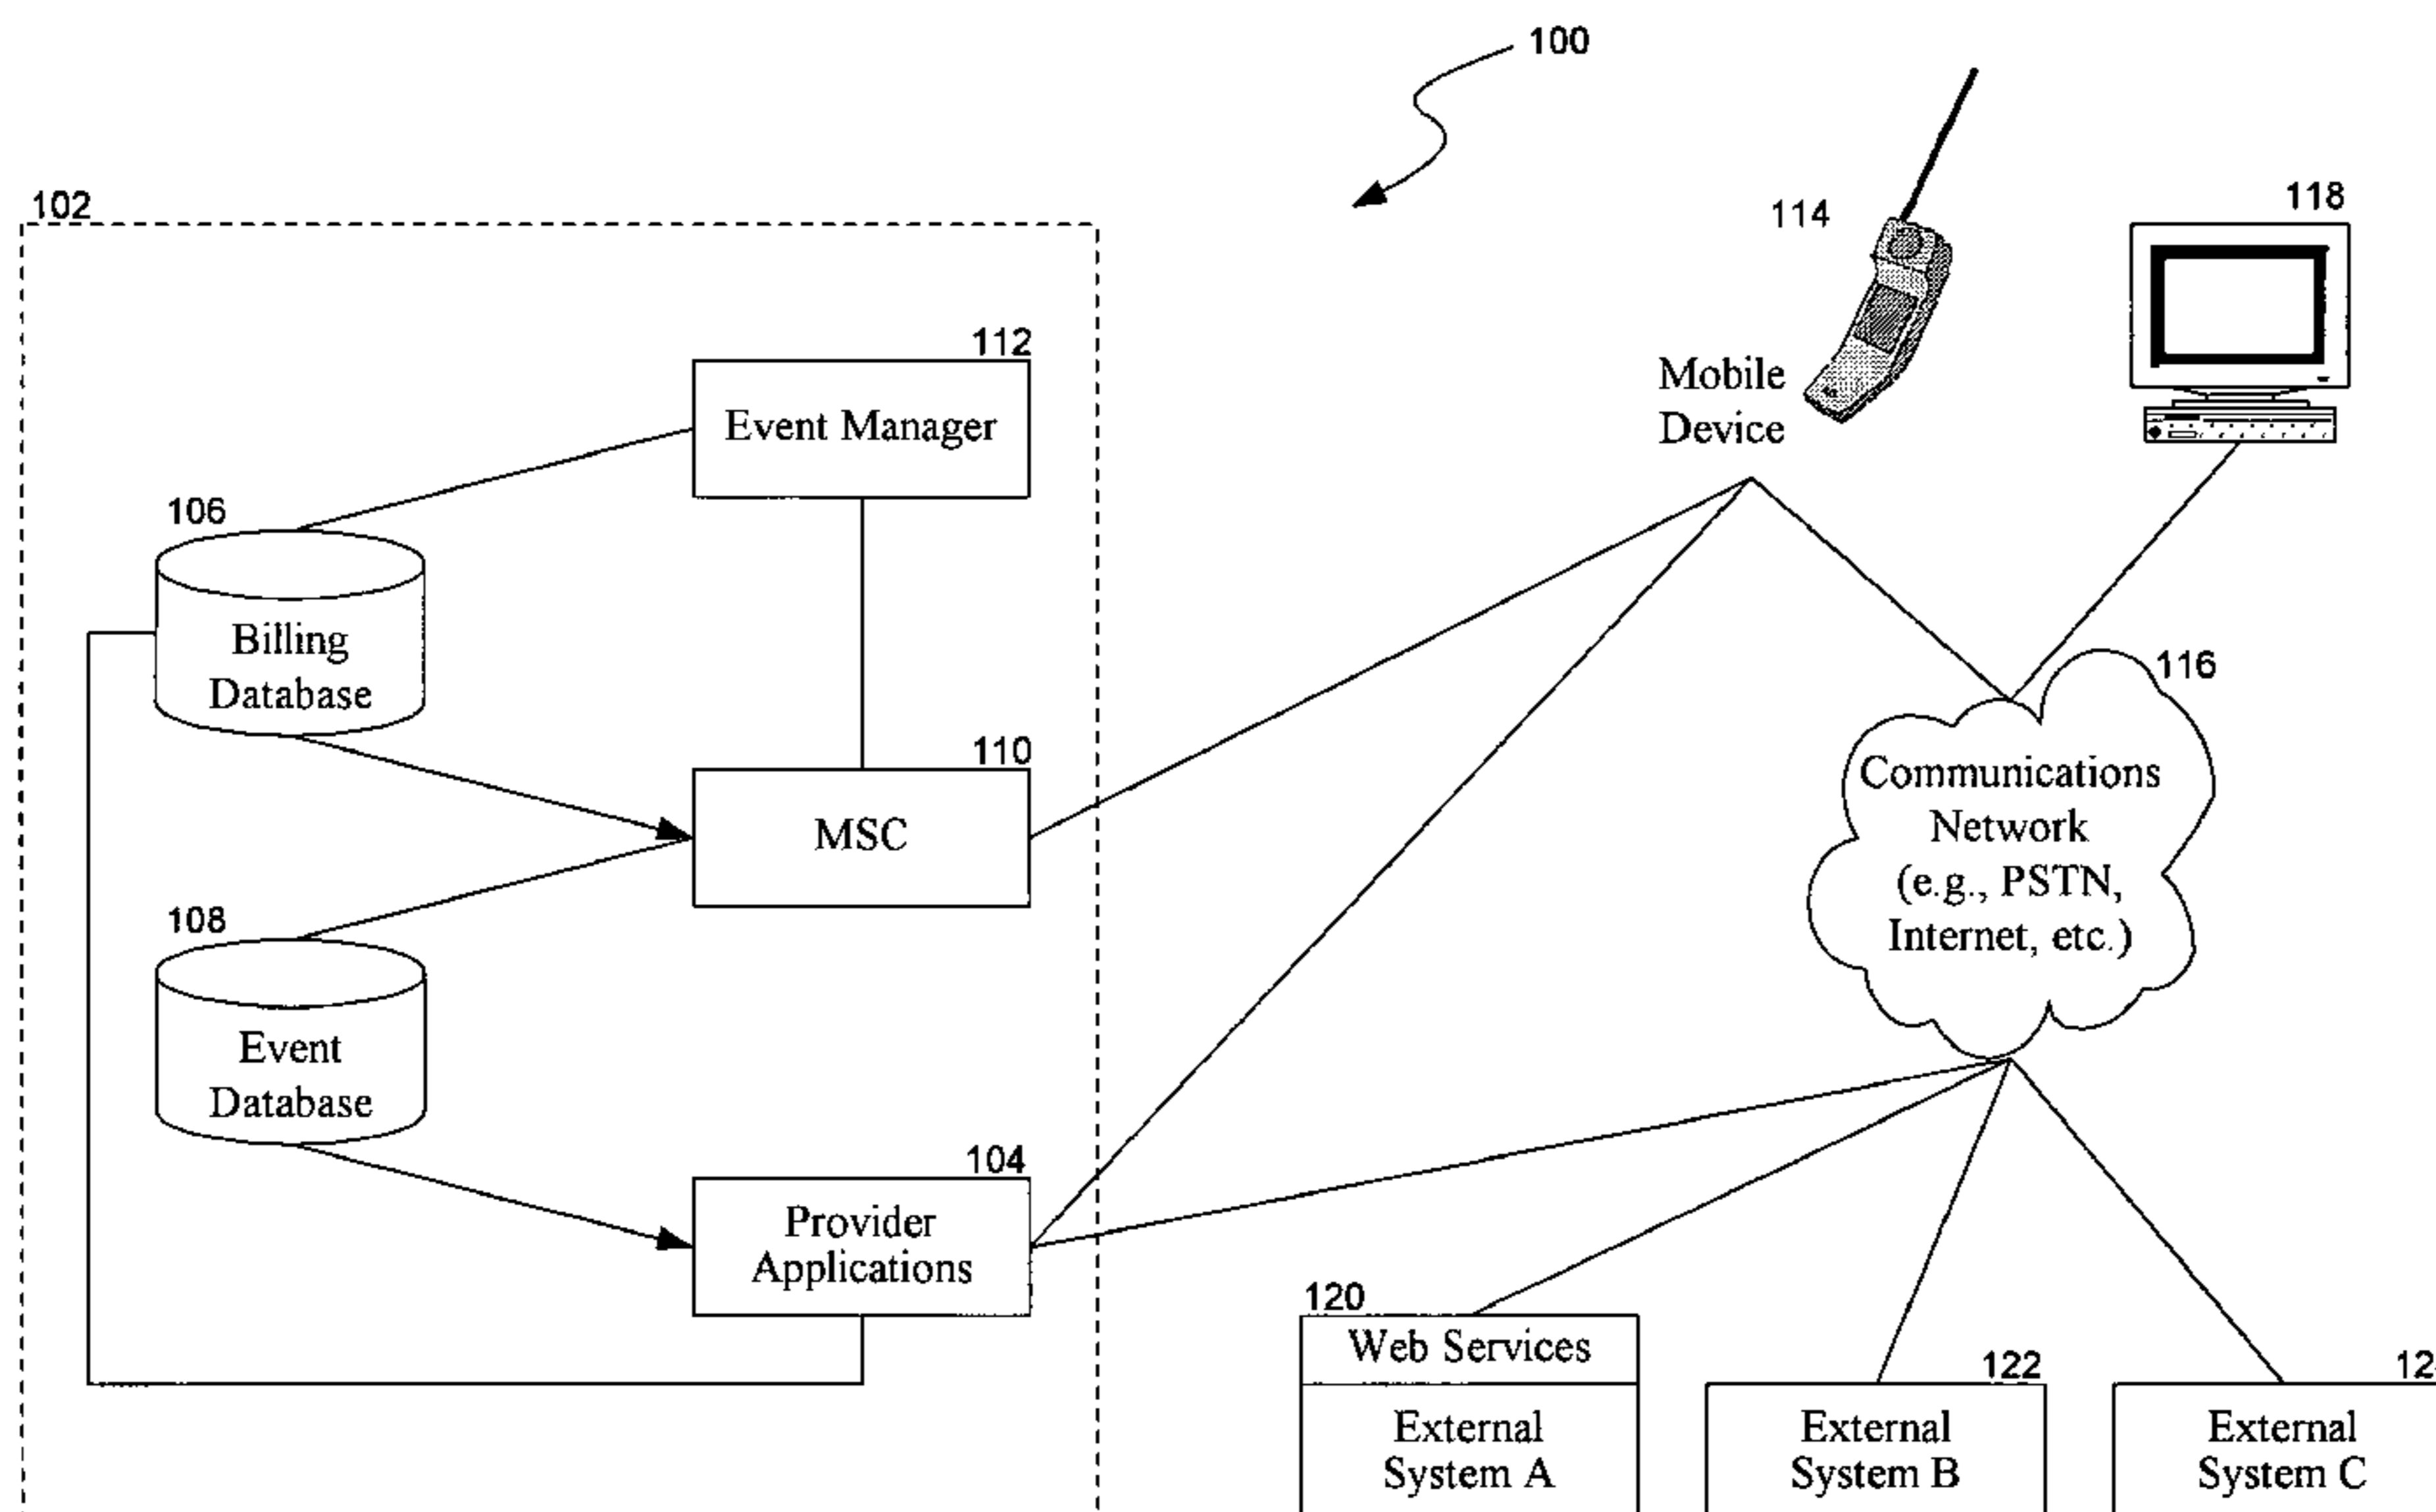 100
102
114
118
112
Event Manager
Mobile
Device
106
Billing
Database
116
110
MSC
Communications
Network
(e.g., PSTN,
Internet, etc.)
108
Event
Database
104
Provider
Applications
120
Web Services
External
System A
122
External
System B
External
System C